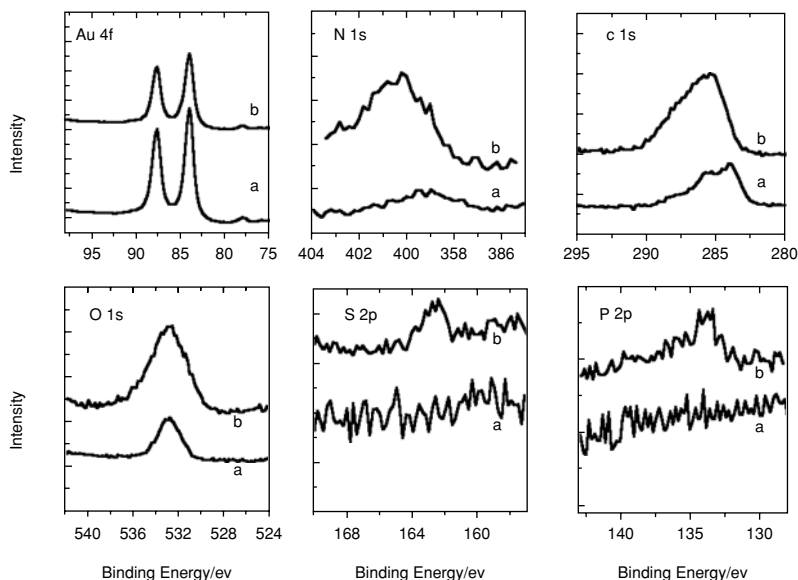 Au 4f
N 1s
c 1s
b
a
b
a
b
a
Intensity
95 90 85 80 75
404 402 400 358 386
295 290 285 284 280
O 1s
S 2p
P 2p
b
a
b
a
b
a
Intensity
540 536 532 528 524
168 164 160
140 135 130
Binding Energy/ev
Binding Energy/ev
Binding Energy/ev